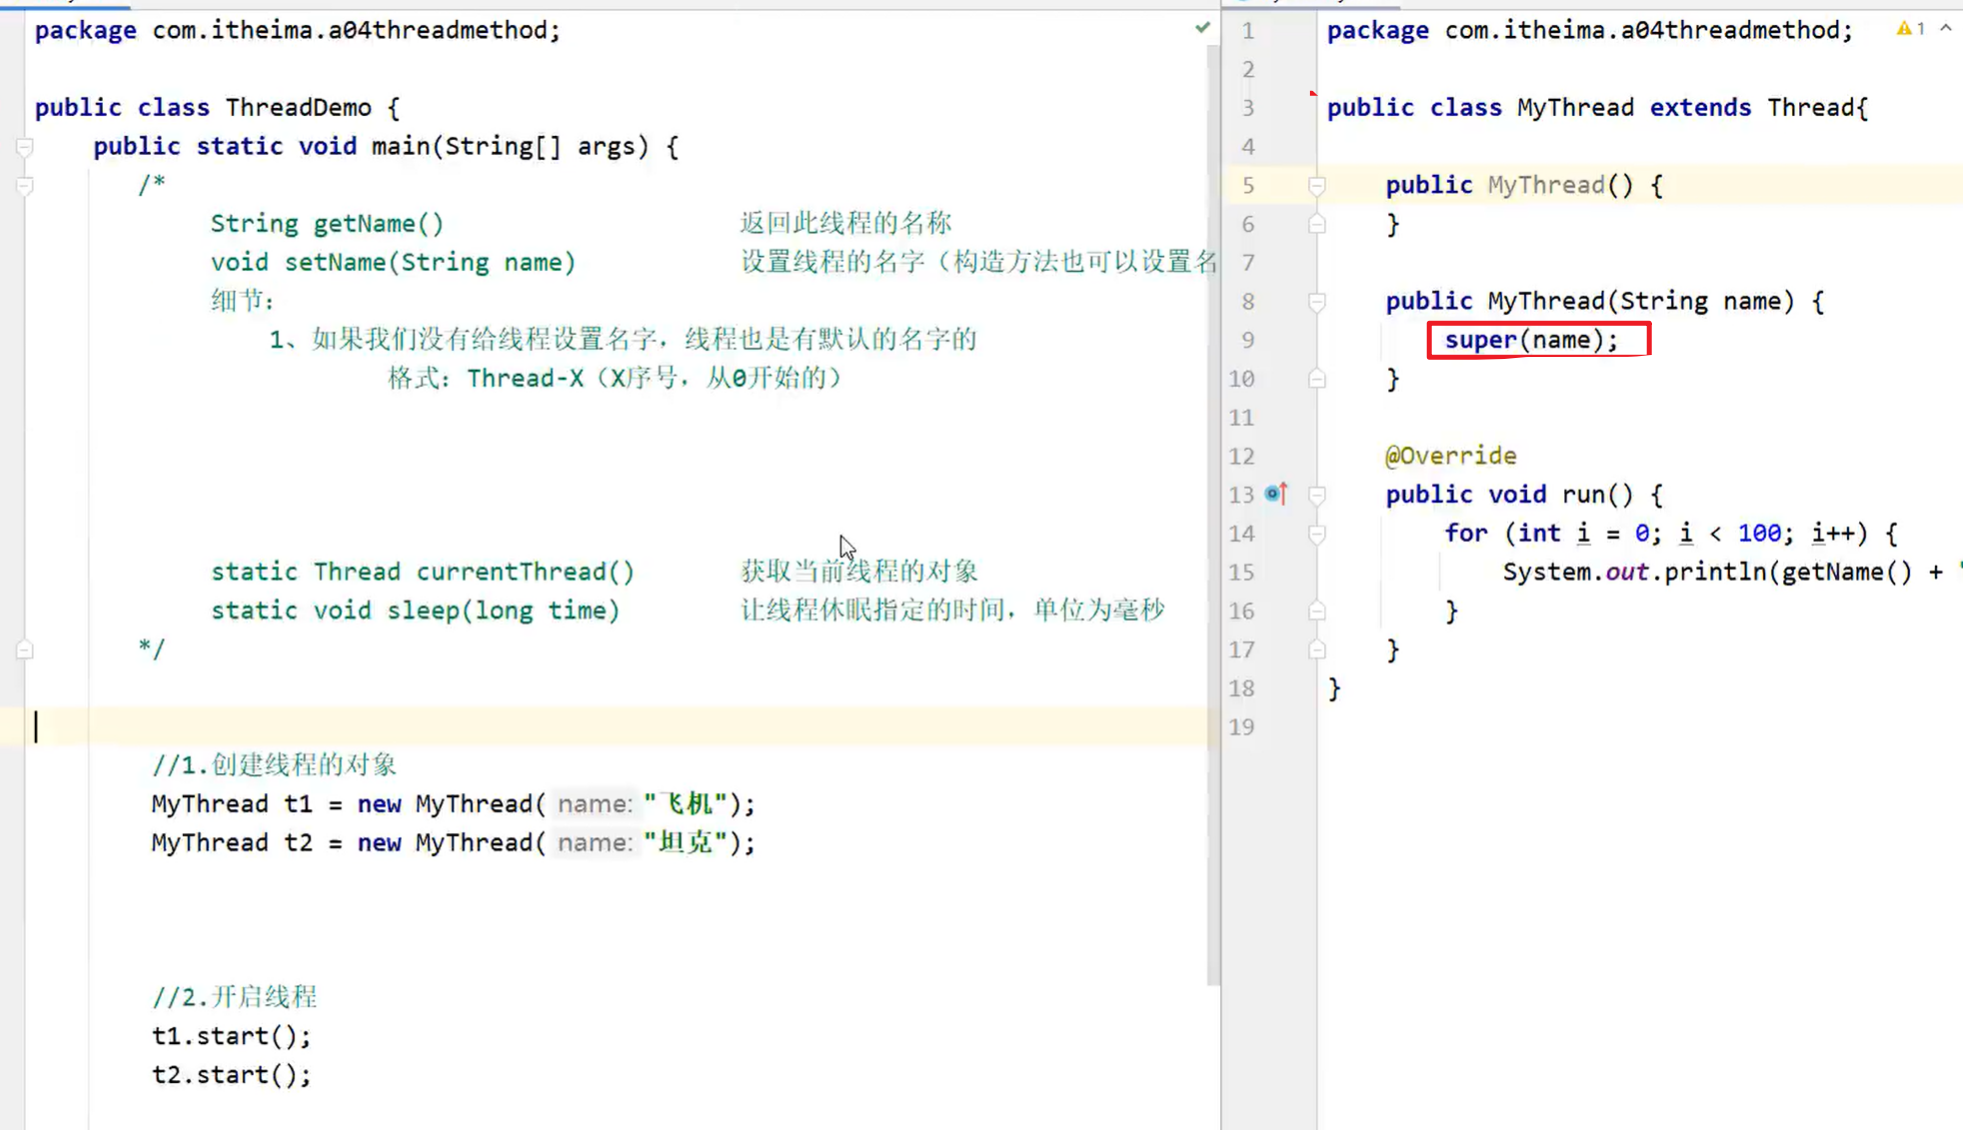 package com.itheima.a04threadmethod;
public class ThreadDemo {
public static void main(String[] args) {
/*
String getName() 返回此线程的名称
void setName(String name) 设置线程的名字（构造方法也可以设置名
细节：
1、如果我们没有给线程设置名字，线程也是有默认的名字的
格式：Thread-X（X序号，从0开始的）
static Thread currentThread() 获取当前线程的对象
static void sleep(long time) 让线程休眠指定的时间，单位为毫秒
*/
//1.创建线程的对象
MyThread t1 = new MyThread( name: "飞机");
MyThread t2 = new MyThread( name: "坦克");
//2.开启线程
t1.start();
t2.start();
1 package com.itheima.a04threadmethod; 1
2
3 public class MyThread extends Thread{
4
5 public MyThread() {
6 }
7
8 public MyThread(String name) {
9 super(name);
10 }
11
12 @Override
13 public void run() {
14 for (int i = 0; i < 100; i++) {
15 System.out.println(getName() + "
16 }
17 }
18 }
19